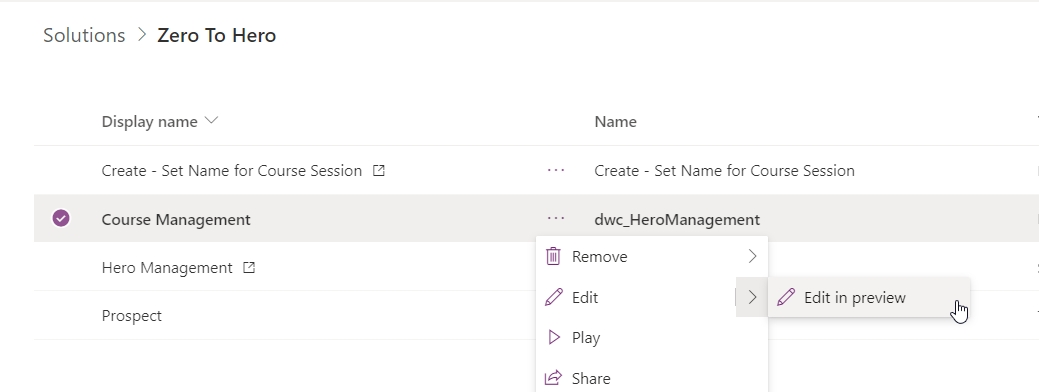 Solutions > Zero To Hero
Display name Name
Create - Set Name for Course Session ... Create - Set Name for Course Session
Course Management ... dwc_HeroManagement
Remove
Hero Management
Edit Edit in preview
Prospect
Play
Share